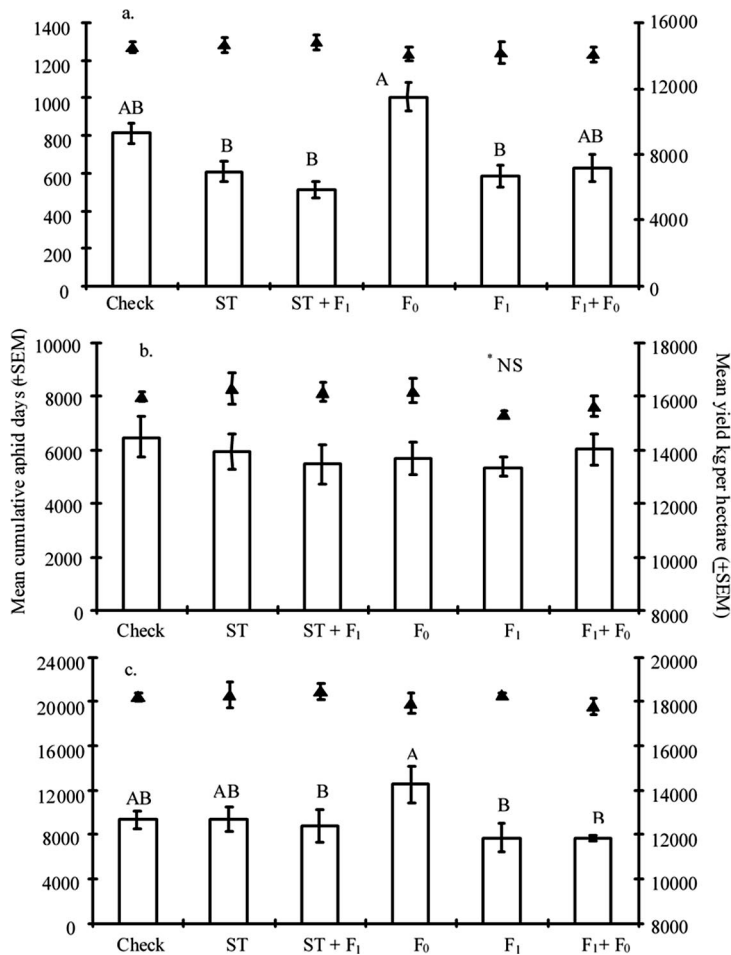 a.
1400 16000
1200
12000
1000 A
AB
800 8000
B B AB
600 B
400 4000
200
0 0
Check ST ST + F₁ F₀ F₁ F₁+ F₀
Mean cumulative aphid days (+SEM)
Mean yield kg per hectare (±SEM)
b.
10000 18000
* NS
8000 16000
6000 14000
4000 12000
2000 10000
0 8000
Check ST ST + F₁ F₀ F₁ F₁+ F₀
c.
24000 20000
20000 18000
16000 16000
A
12000 14000
AB AB B B B
8000 12000
4000 10000
0 8000
Check ST ST + F₁ F₀ F₁ F₁+ F₀